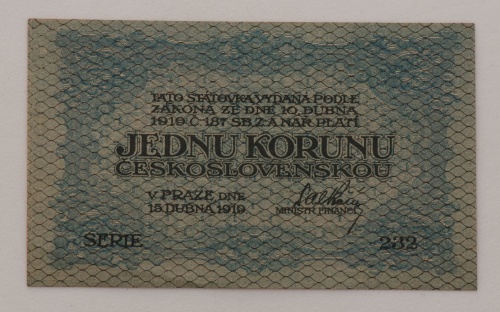 TATO STÁTOVKA VYDANÁ PODLE
ZÁKONA ZE DNE 10. DUBNA
1919 Č. 187 SB. Z. A NAŘ. PLATÍ
JEDNU KORUNU
ČESKOSLOVENSKOU
V PRAZE DNE
15. DUBNA 1919
MINISTR FINANCÍ
SERIE 232